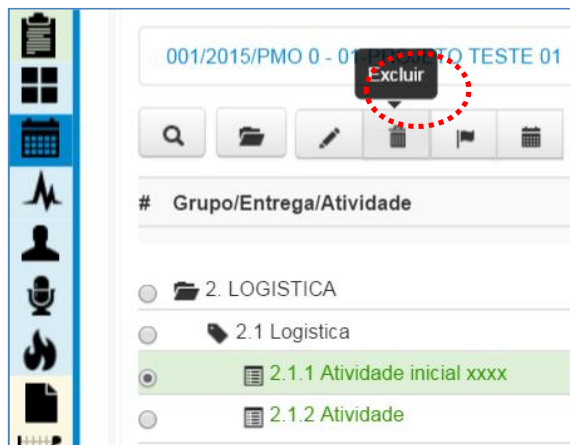 001/2015/PMO 0 - 01-PROJETO TESTE 01
Excluir
# Grupo/Entrega/Atividade
2. LOGISTICA
2.1 Logistica
2.1.1 Atividade inicial xxxx
2.1.2 Atividade